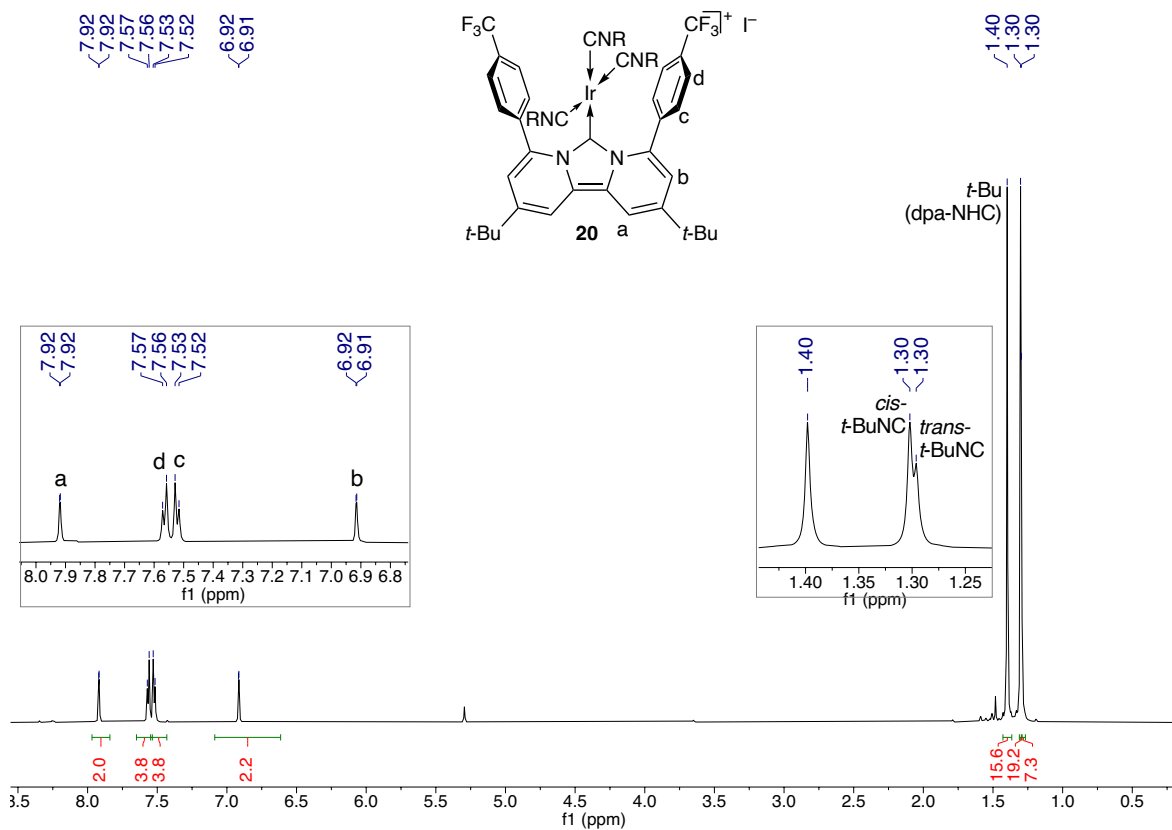 7.92
7.92
7.57
7.56
7.53
7.52
6.92
6.91
1.40
1.30
1.30
F3C
CF3
+
I–
CNR
CNR
Ir
RNC
d
c
N
N
b
a
t-Bu
t-Bu
20
t-Bu
(dpa-NHC)
7.92
7.92
7.57
7.56
7.53
7.52
6.92
6.91
a
d
c
b
8.0 7.9 7.8 7.7 7.6 7.5 7.4 7.3 7.2 7.1 7.0 6.9 6.8
f1 (ppm)
1.40
1.30
1.30
cis-
t-BuNC
trans-
t-BuNC
1.40 1.35 1.30 1.25
f1 (ppm)
2.0
3.8
3.8
2.2
15.6
19.2
7.3
8.5 8.0 7.5 7.0 6.5 6.0 5.5 5.0 4.5 4.0 3.5 3.0 2.5 2.0 1.5 1.0 0.5
f1 (ppm)